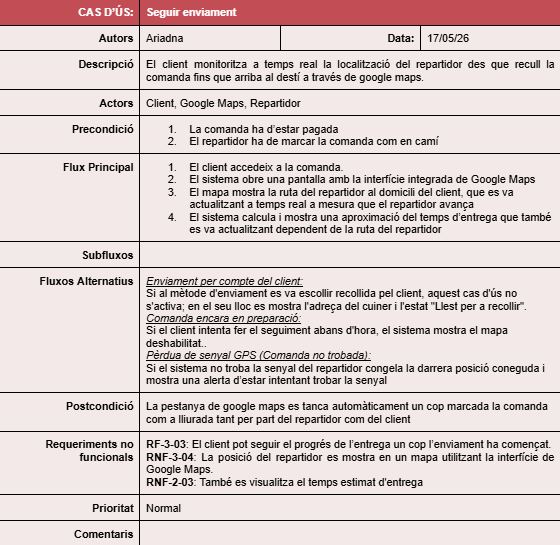 CAS D'ÚS: Seguir enviament
Autors Ariadna Data: 17/05/26
Descripció El client monitoritza a temps real la localització del repartidor des que recull la
comanda fins que arriba al destí a través de google maps.
Actors Client, Google Maps, Repartidor
Precondició 1. La comanda ha d'estar pagada
2. El repartidor ha de marcar la comanda com en camí
Flux Principal 1. El client accedeix a la comanda.
2. El sistema obre una pantalla amb la interfície integrada de Google Maps
3. El mapa mostra la ruta del repartidor al domicili del client, que es va
actualitzant a temps real a mesura que el repartidor avança
4. El sistema calcula i mostra una aproximació del temps d'entrega que també
es va actualitzant dependent de la ruta del repartidor
Subfluxos
Fluxos Alternatius Enviament per compte del client:
Si al mètode d'enviament es va escollir recollida pel client, aquest cas d'ús no
s'activa; en el seu lloc es mostra l'adreça del cuiner i l'estat "Llest per a recollir".
Comanda encara en preparació:
Si el client intenta fer el seguiment abans d'hora, el sistema mostra el mapa
deshabilitat..
Pèrdua de senyal GPS (Comanda no trobada):
Si el sistema no troba la senyal del repartidor congela la darrera posició coneguda i
mostra una alerta d'estar intentant trobar la senyal
Postcondició La pestanya de google maps es tanca automàticament un cop marcada la comanda
com a lliurada tant per part del repartidor com del client
Requeriments no
funcionals RF-3-03: El client pot seguir el progrés de l'entrega un cop l'enviament ha començat.
RNF-3-04: La posició del repartidor es mostra en un mapa utilitzant la interfície de
Google Maps.
RNF-2-03: També es visualitza el temps estimat d'entrega
Prioritat Normal
Comentaris